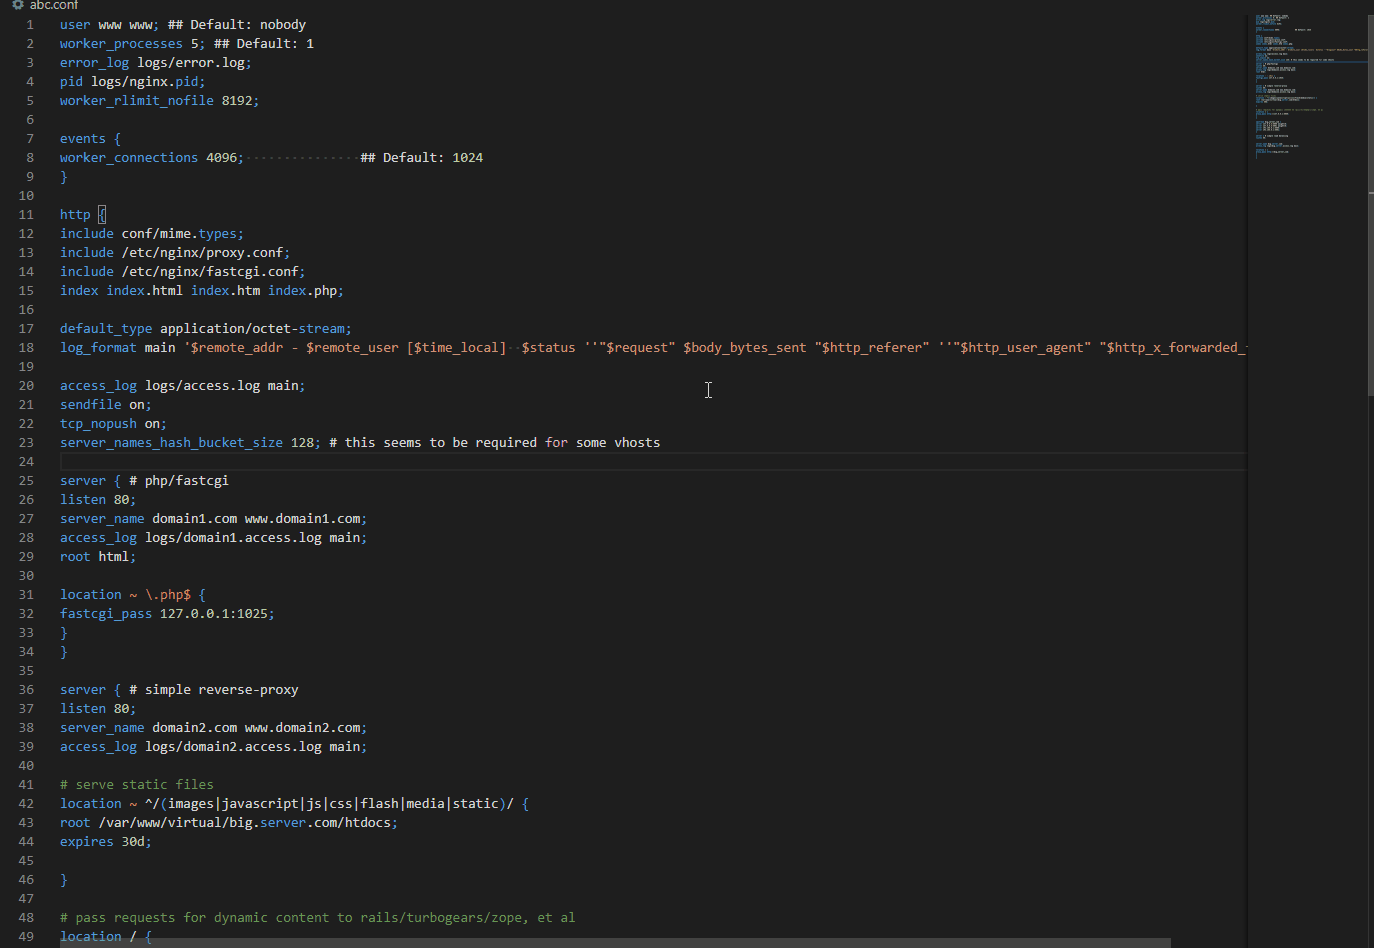 abc.conf
1 user www www; ## Default: nobody
2 worker_processes 5; ## Default: 1
3 error_log logs/error.log;
4 pid logs/nginx.pid;
5 worker_rlimit_nofile 8192;
6
7 events {
8 worker_connections 4096;···············## Default: 1024
9 }
10
11 http {
12 include conf/mime.types;
13 include /etc/nginx/proxy.conf;
14 include /etc/nginx/fastcgi.conf;
15 index index.html index.htm index.php;
16
17 default_type application/octet-stream;
18 log_format main '$remote_addr - $remote_user [$time_local]··$status ''"$request" $body_bytes_sent "$http_referer" ''"$http_user_agent" "$http_x_forwarded_
19
20 access_log logs/access.log main;
21 sendfile on;
22 tcp_nopush on;
23 server_names_hash_bucket_size 128; # this seems to be required for some vhosts
24
25 server { # php/fastcgi
26 listen 80;
27 server_name domain1.com www.domain1.com;
28 access_log logs/domain1.access.log main;
29 root html;
30
31 location ~ \.php$ {
32 fastcgi_pass 127.0.0.1:1025;
33 }
34 }
35
36 server { # simple reverse-proxy
37 listen 80;
38 server_name domain2.com www.domain2.com;
39 access_log logs/domain2.access.log main;
40
41 # serve static files
42 location ~ ^/(images|javascript|js|css|flash|media|static)/ {
43 root /var/www/virtual/big.server.com/htdocs;
44 expires 30d;
45
46 }
47
48 # pass requests for dynamic content to rails/turbogears/zope, et al
49 location / {